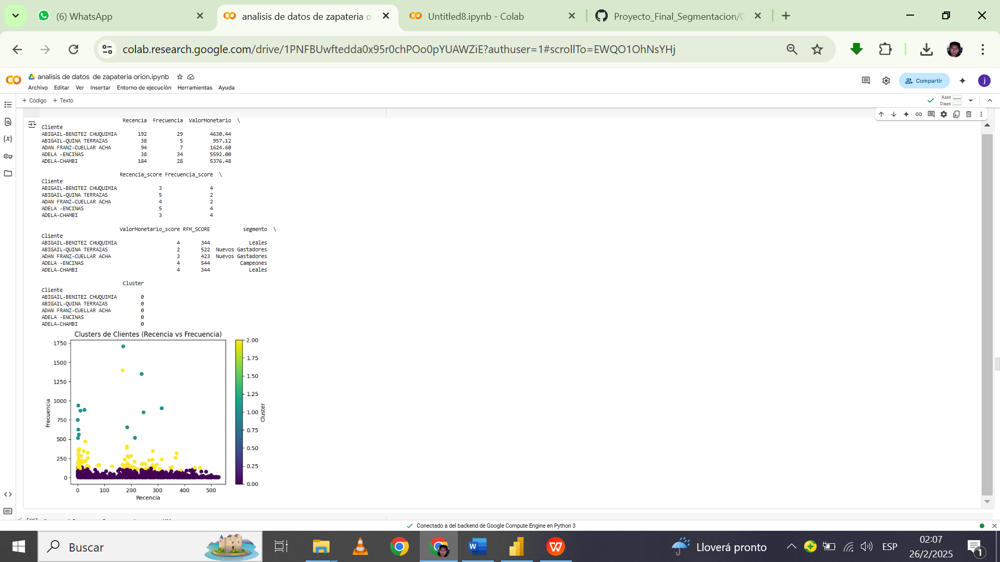 (6) WhatsApp
analisis de datos de zapateria o
Untitled8.ipynb - Colab
Proyecto_Final_Segmentacion/0
colab.research.google.com/drive/1PNFBUwftedda0x95r0chPOo0pYUAWZiE?authuser=1#scrollTo=EWQO1OhNsYHj
analisis de datos de zapateria orion.ipynb
Archivo Editar Ver Insertar Entorno de ejecución Herramientas Ayuda
Compartir
j
+ Código + Texto
RAM
Disco
Recencia Frecuencia ValorMonetario \
Cliente
ABIGAIL-BENITEZ CHUQUIMIA 192 29 4630.44
ABIGAIL-QUINA TERRAZAS 38 5 957.12
ADAN FRANZ-CUELLAR ACHA 94 7 1624.60
ADELA -ENCINAS 38 34 5592.00
ADELA-CHAMBI 184 28 5376.48
Recencia_score Frecuencia_score \
Cliente
ABIGAIL-BENITEZ CHUQUIMIA 3 4
ABIGAIL-QUINA TERRAZAS 5 2
ADAN FRANZ-CUELLAR ACHA 4 2
ADELA -ENCINAS 5 4
ADELA-CHAMBI 3 4
ValorMonetario_score RFM_SCORE segmento \
Cliente
ABIGAIL-BENITEZ CHUQUIMIA 4 344 Leales
ABIGAIL-QUINA TERRAZAS 2 522 Nuevos Gastadores
ADAN FRANZ-CUELLAR ACHA 3 423 Nuevos Gastadores
ADELA -ENCINAS 4 544 Campeones
ADELA-CHAMBI 4 344 Leales
Cluster
Cliente
ABIGAIL-BENITEZ CHUQUIMIA 0
ABIGAIL-QUINA TERRAZAS 0
ADAN FRANZ-CUELLAR ACHA 0
ADELA -ENCINAS 0
ADELA-CHAMBI 0
Clusters de Clientes (Recencia vs Frecuencia)
1750
1500
1250
1000
750
500
250
0
Frecuencia
0 100 200 300 400 500
Recencia
2.00
1.75
1.50
1.25
1.00
0.75
0.50
0.25
0.00
Cluster
Conectado a del backend de Google Compute Engine en Python 3
Buscar
Lloverá pronto
ESP
02:07
26/2/2025
1